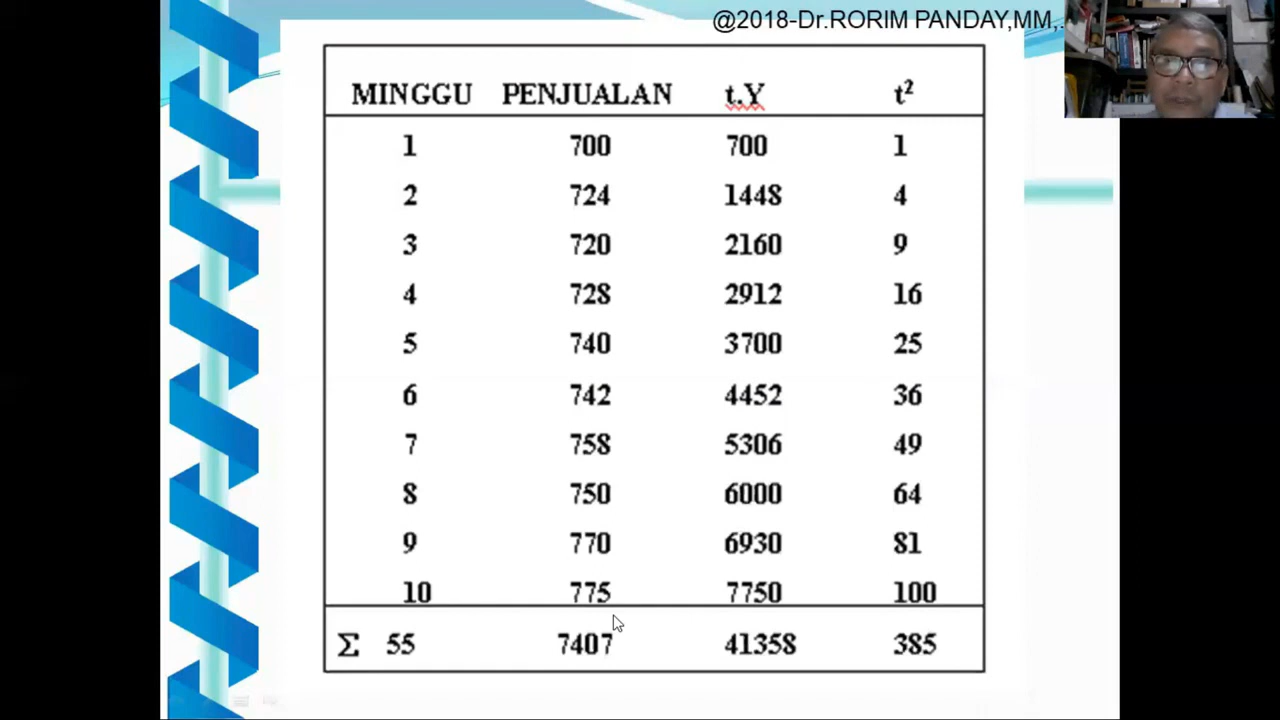 @2018-Dr.RORIM PANDAY,MM,.
MINGGU PENJUALAN t.Y t²
1 700 700 1
2 724 1448 4
3 720 2160 9
4 728 2912 16
5 740 3700 25
6 742 4452 36
7 758 5306 49
8 750 6000 64
9 770 6930 81
10 775 7750 100
Σ 55 7407 41358 385